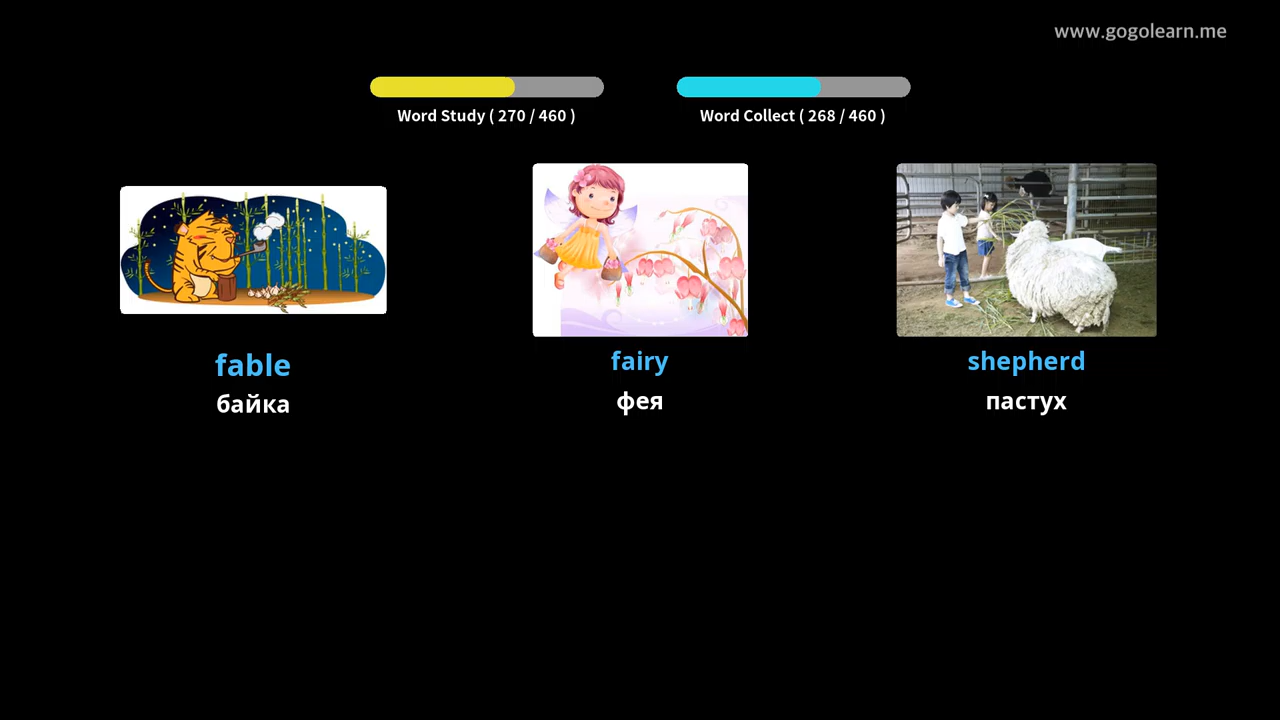 www.gogolearn.me
Word Study ( 270 / 460 )
Word Collect ( 268 / 460 )
fable
fairy
shepherd
байка
фея
пастух